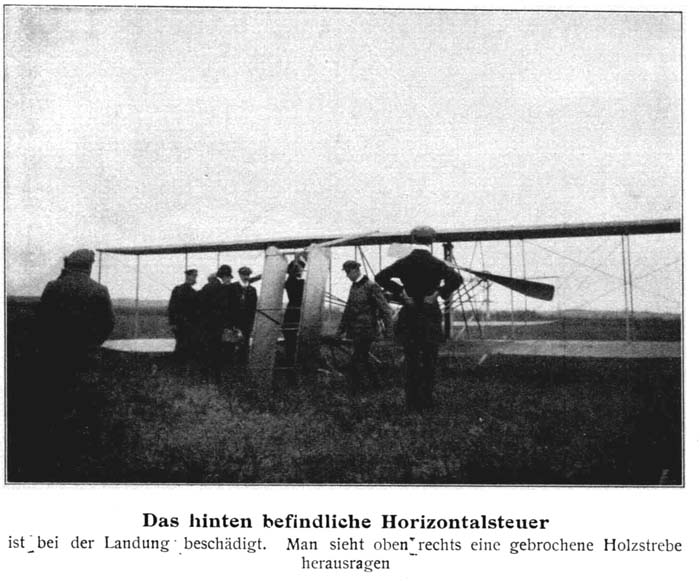 Das hinten befindliche Horizontalsteuer
ist bei der Landung beschädigt. Man sieht oben rechts eine gebrochene Holzstrebe
herausragen